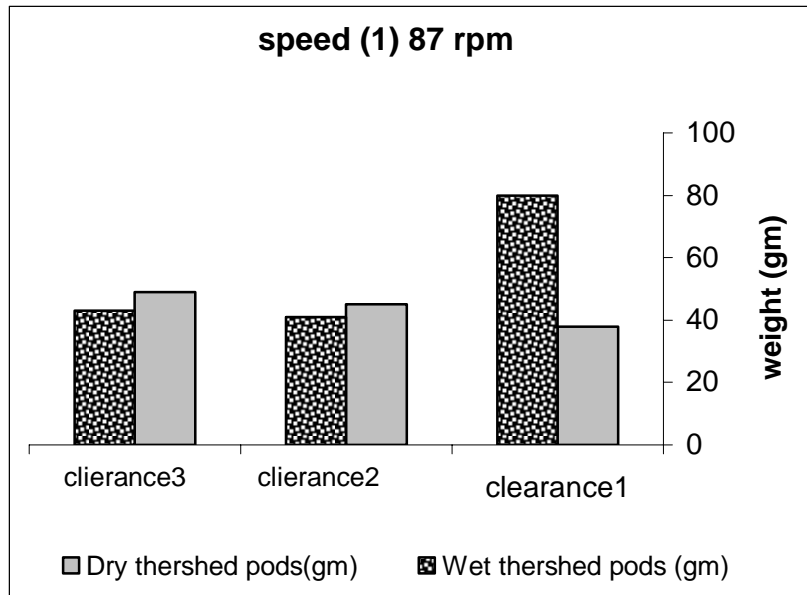 speed (1) 87 rpm
100
80
60
40
20
0
weight (gm)
clierance3 clierance2 clearance1
Dry thershed pods(gm) Wet thershed pods (gm)